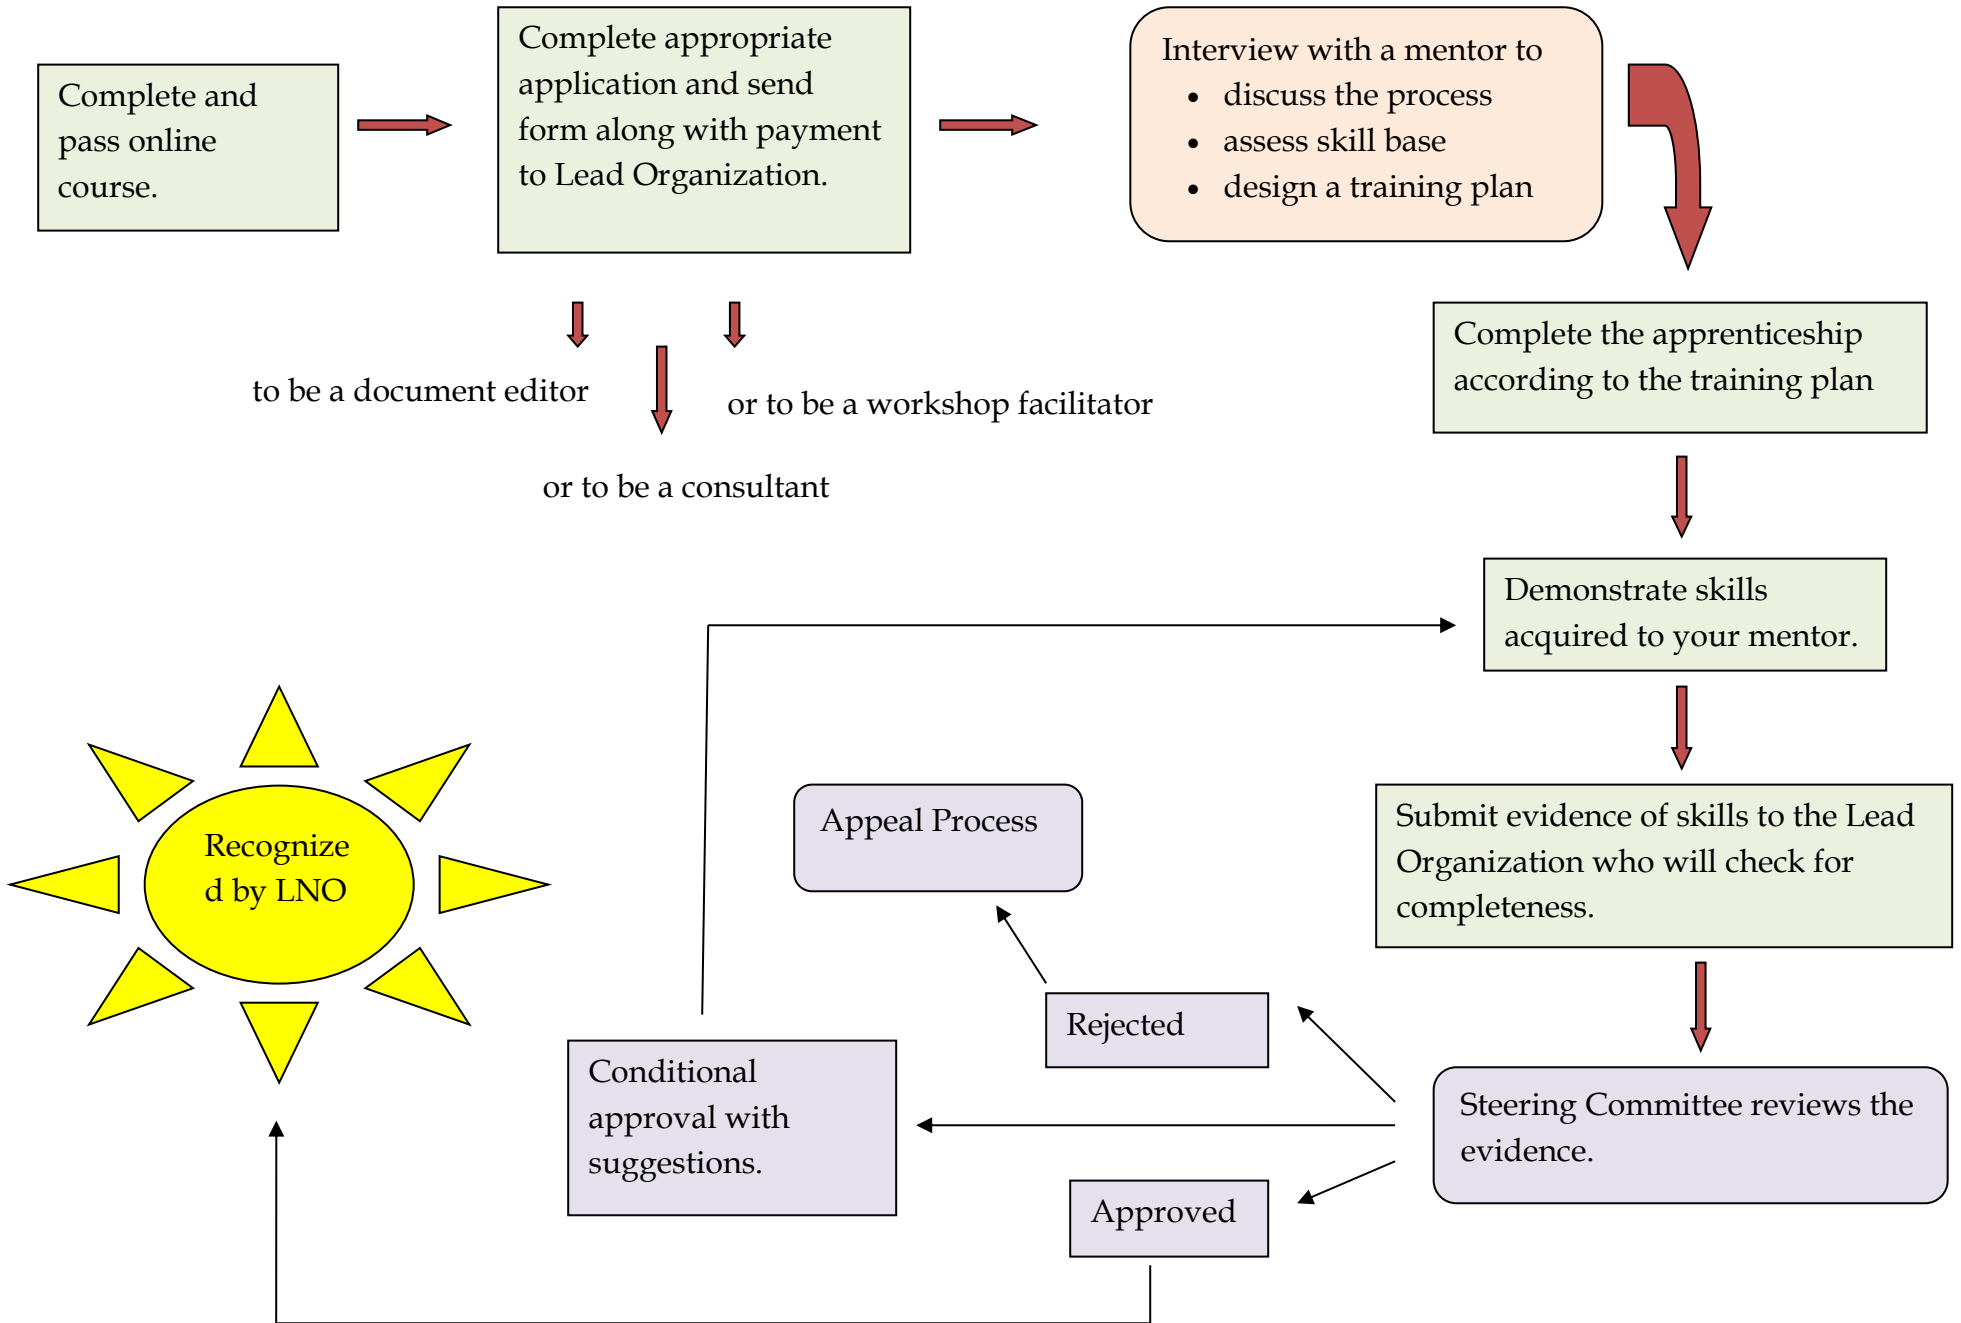 Complete and
pass online
course.
Complete appropriate
application and send
form along with payment
to Lead Organization.
Interview with a mentor to
• discuss the process
• assess skill base
• design a training plan
to be a document editor
or to be a workshop facilitator
or to be a consultant
Complete the apprenticeship
according to the training plan
Demonstrate skills
acquired to your mentor.
Submit evidence of skills to the Lead
Organization who will check for
completeness.
Steering Committee reviews the
evidence.
Appeal Process
Rejected
Conditional
approval with
suggestions.
Approved
Recognize
d by LNO